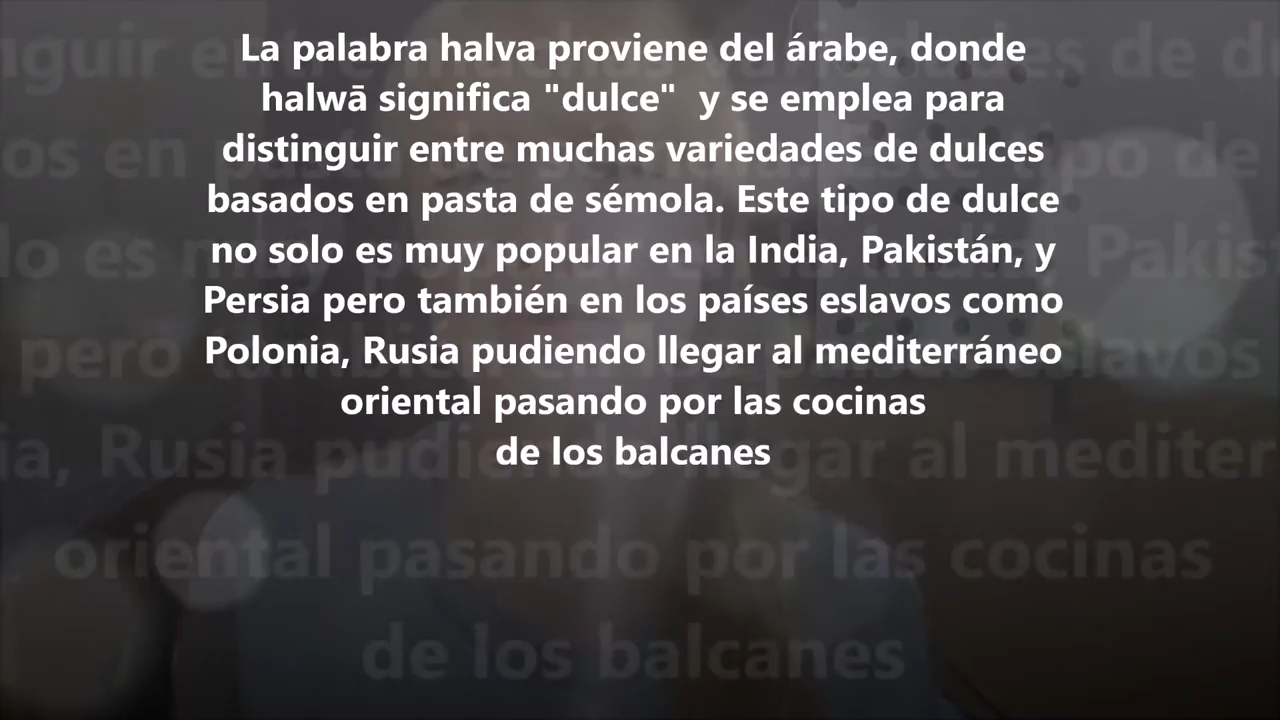 La palabra halva proviene del árabe, donde
halwā significa "dulce"  y se emplea para
distinguir entre muchas variedades de dulces
basados en pasta de sémola. Este tipo de dulce
no solo es muy popular en la India, Pakistán, y
Persia pero también en los países eslavos como
Polonia, Rusia pudiendo llegar al mediterráneo
oriental pasando por las cocinas
de los balcanes